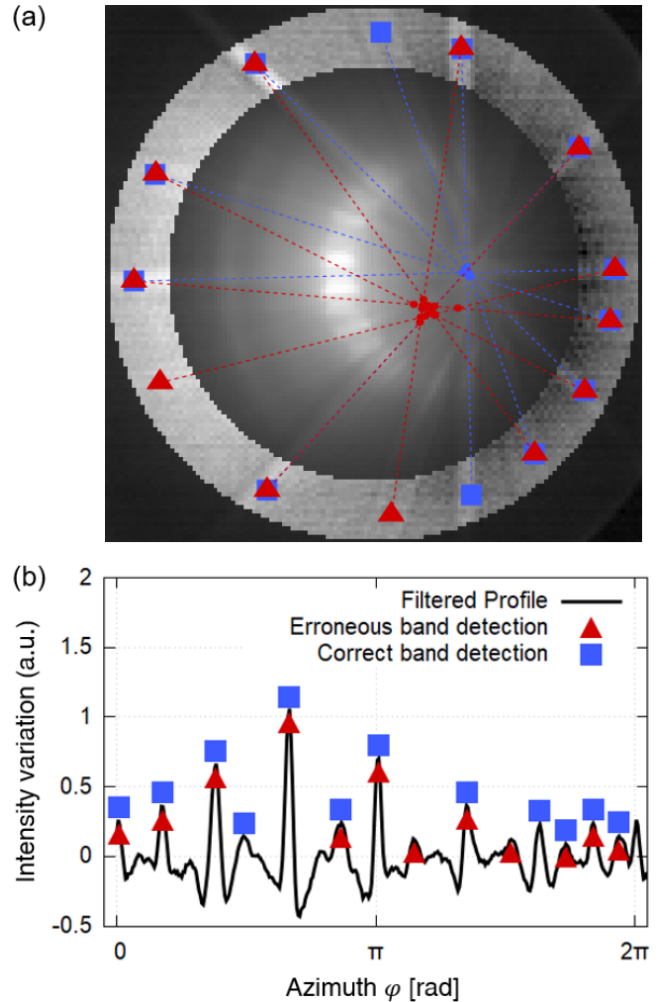 (a)
(b)
2
1.5
1
0.5
0
-0.5
Intensity variation (a.u.)
Filtered Profile
Erroneous band detection
Correct band detection
0
π
2π
Azimuth φ [rad]